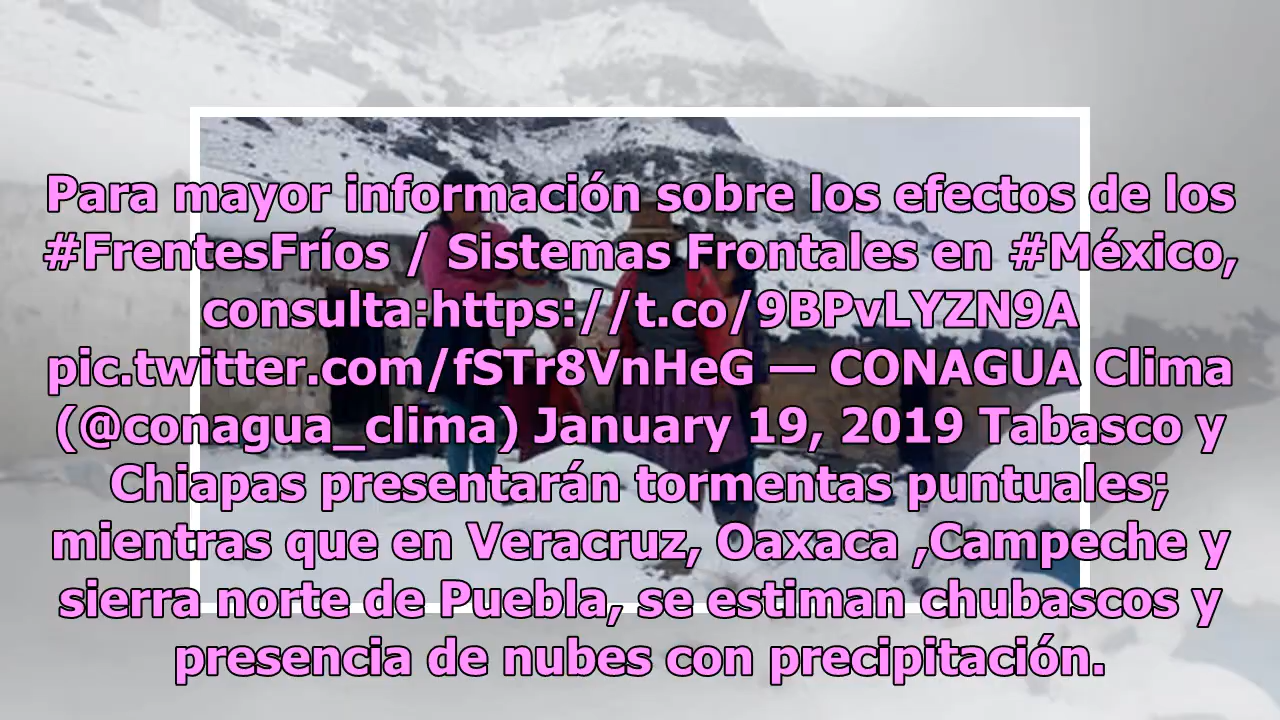 Para mayor información sobre los efectos de los
#FrentesFríos / Sistemas Frontales en #México,
consulta:https://t.co/9BPvLYZN9A
pic.twitter.com/fSTr8VnHeG — CONAGUA Clima
(@conagua_clima) January 19, 2019 Tabasco y
Chiapas presentarán tormentas puntuales;
mientras que en Veracruz, Oaxaca ,Campeche y
sierra norte de Puebla, se estiman chubascos y
presencia de nubes con precipitación.